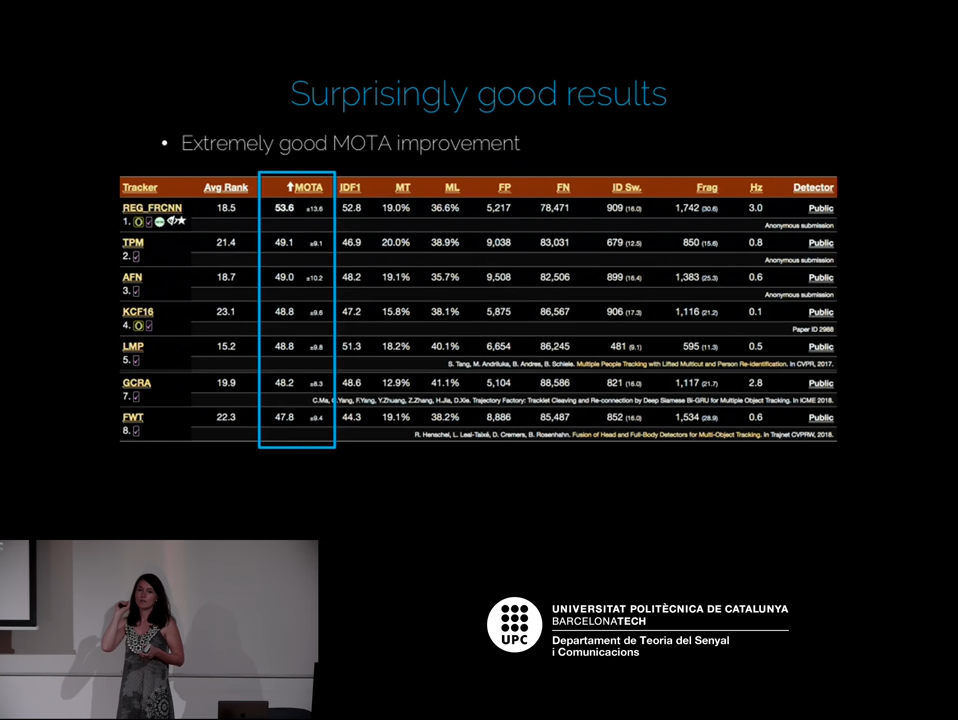 Surprisingly good results
• Extremely good MOTA improvement
Tracker Avg Rank ↑MOTA IDF1 MT ML FP FN ID Sw. Frag Hz Detector
REG_FRCNN 18.5 53.6 ±13.6 52.8 19.0% 36.6% 5,217 78,471 909 (16.0) 1,742 (30.6) 3.0 Public
1. Anonymous submission
TPM 21.4 49.1 ±9.1 46.9 20.0% 38.9% 9,038 83,031 679 (12.5) 850 (15.6) 0.8 Public
2. Anonymous submission
AFN 18.7 49.0 ±10.2 48.2 19.1% 35.7% 9,508 82,506 899 (16.4) 1,383 (25.3) 0.6 Public
3. Anonymous submission
KCF16 23.1 48.8 ±9.6 47.2 15.8% 38.1% 5,875 86,567 906 (17.3) 1,116 (21.2) 0.1 Public
4. Paper ID 2988
LMP 15.2 48.8 ±9.8 51.3 18.2% 40.1% 6,654 86,245 481 (9.1) 595 (11.3) 0.5 Public
5. S. Tang, M. Andriluka, B. Andres, B. Schiele. Multiple People Tracking with Lifted Multicut and Person Re-identification. In CVPR, 2017.
GCRA 19.9 48.2 ±8.3 48.6 12.9% 41.1% 5,104 88,586 821 (16.0) 1,117 (21.7) 2.8 Public
7. C.Ma, C.Yang, F.Yang, Y.Zhuang, Z.Zhang, H.Jia, D.Xie. Trajectory Factory: Tracklet Cleaving and Re-connection by Deep Siamese Bi-GRU for Multiple Object Tracking. In ICME 2018.
FWT 22.3 47.8 ±9.4 44.3 19.1% 38.2% 8,886 85,487 852 (16.0) 1,534 (28.9) 0.6 Public
8. R. Henschel, L. Leal-Taixé, D. Cremers, B. Rosenhahn. Fusion of Head and Full-Body Detectors for Multi-Object Tracking. In Trajnet CVPRW, 2018.
UPC
UNIVERSITAT POLITÈCNICA DE CATALUNYA
BARCELONATECH
Departament de Teoria del Senyal
i Comunicacions